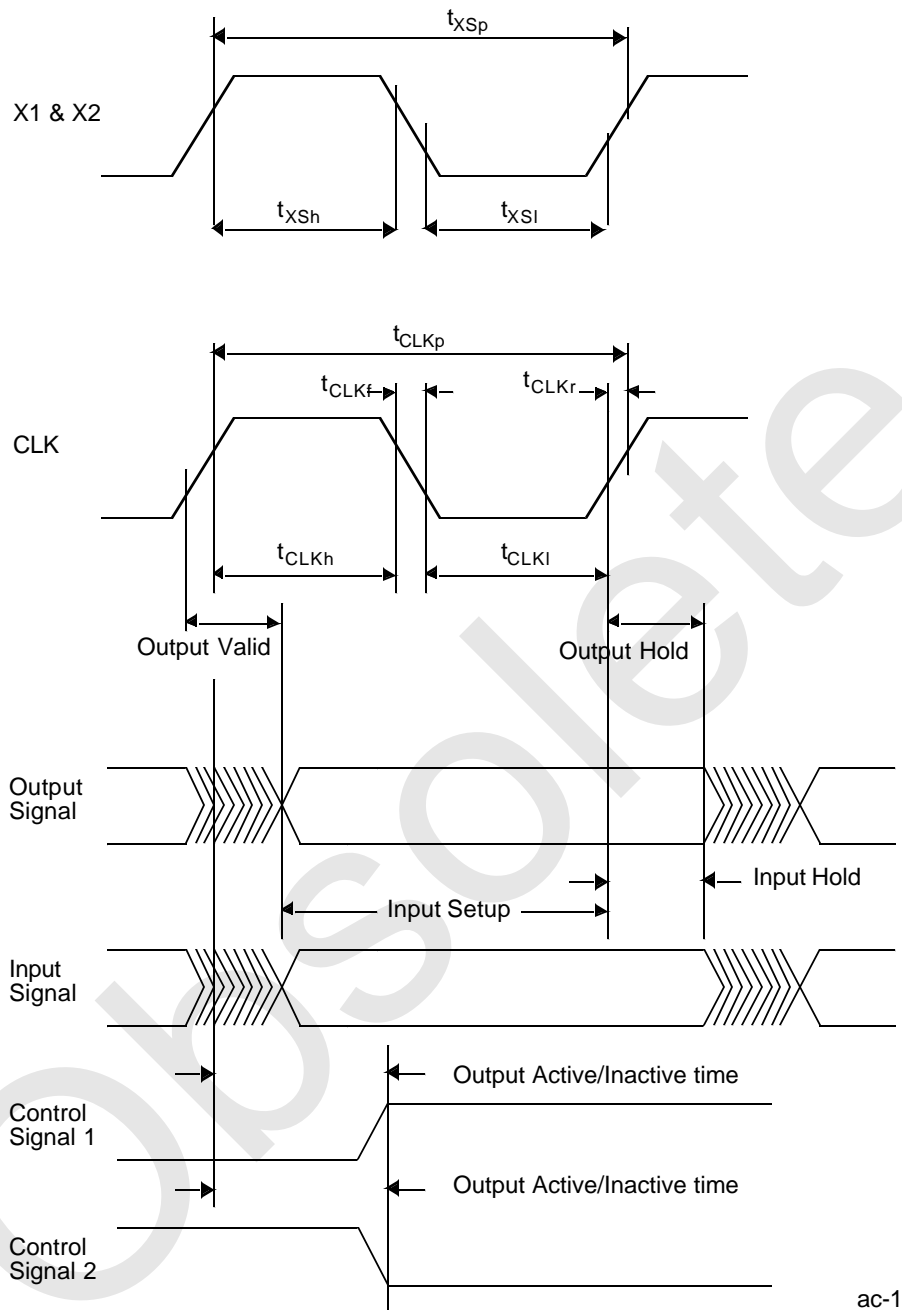 tXSp
X1 & X2
tXSh
tXSl
tCLKp
tCLKf
tCLKr
CLK
tCLKh
tCLKl
Output Valid
Output Hold
Output
Signal
Input Hold
Input Setup
Input
Signal
Output Active/Inactive time
Control
Signal 1
Output Active/Inactive time
Control
Signal 2
ac-1
Obsolete